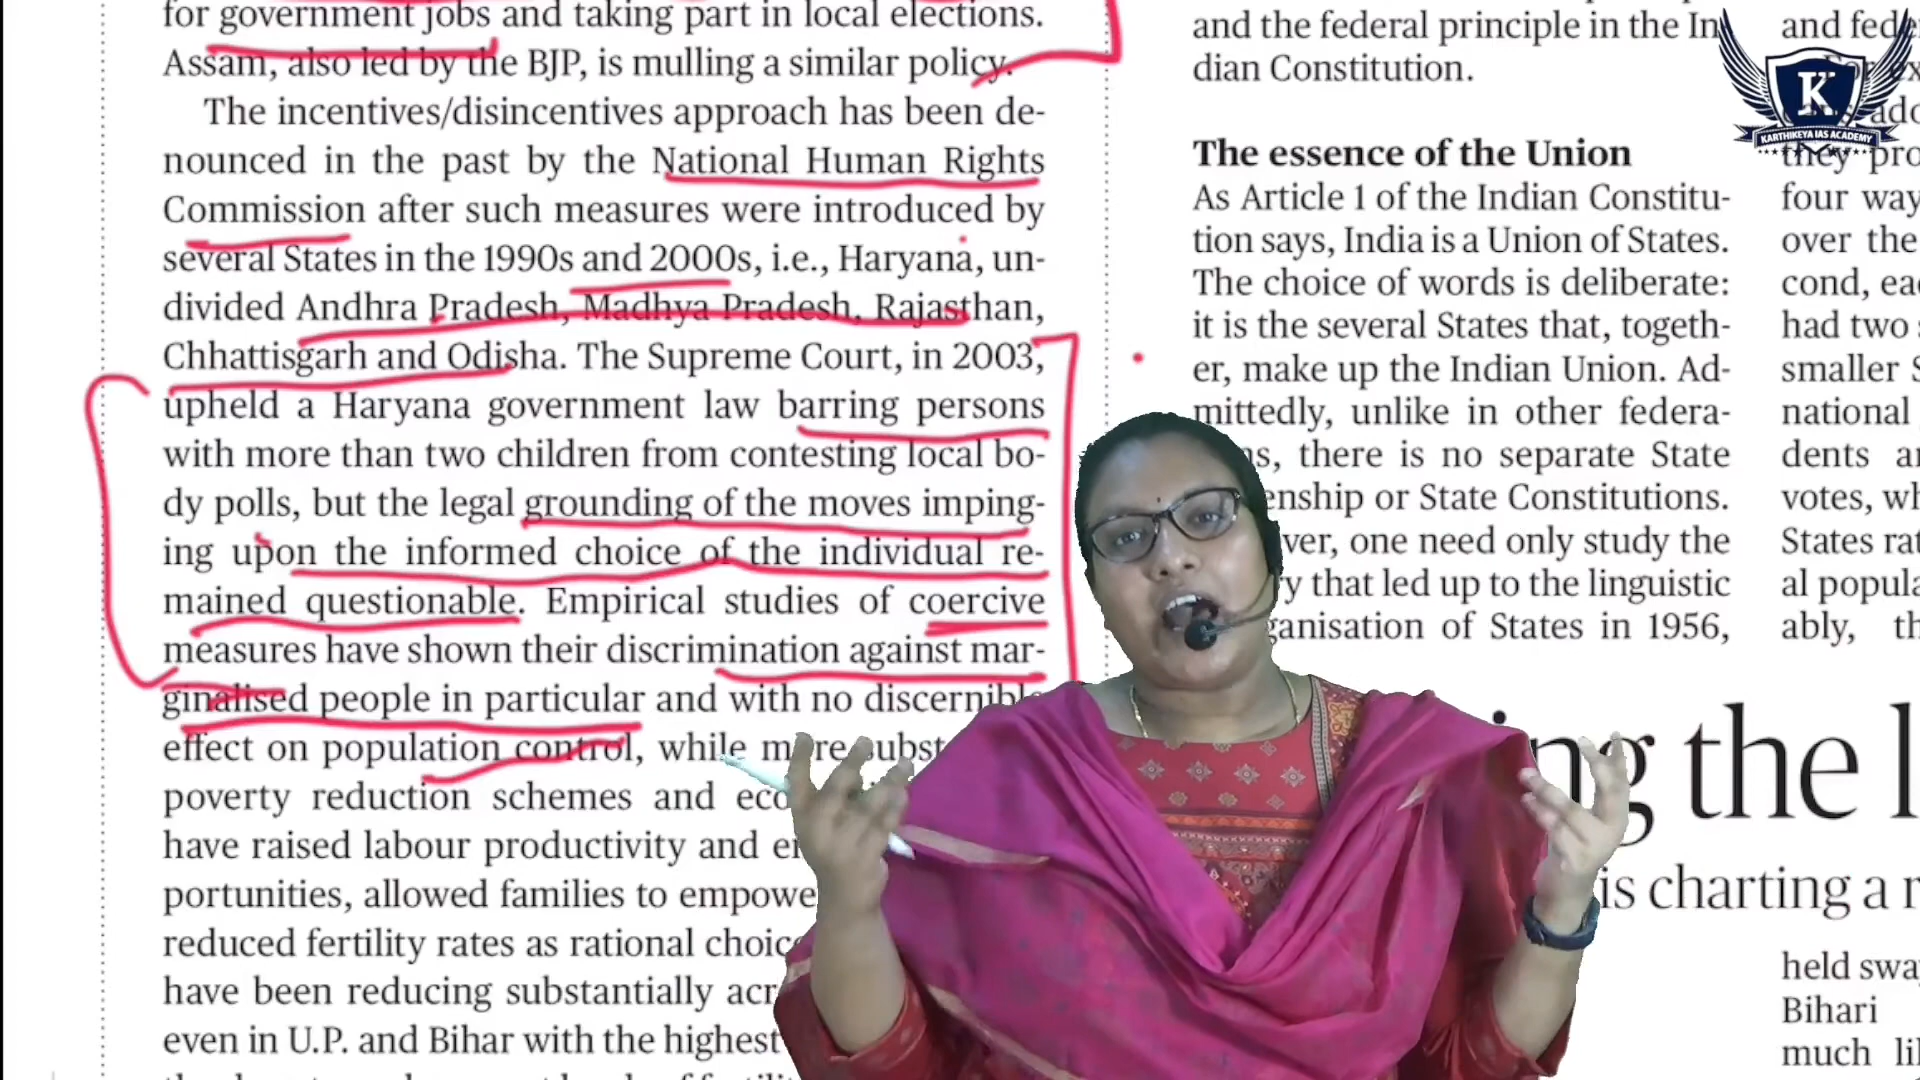 for government jobs and taking part in local elections.
Assam, also led by the BJP, is mulling a similar policy.
The incentives/disincentives approach has been de-
nounced in the past by the National Human Rights
Commission after such measures were introduced by
several States in the 1990s and 2000s, i.e., Haryana, un-
divided Andhra Pradesh, Madhya Pradesh, Rajasthan,
Chhattisgarh and Odisha. The Supreme Court, in 2003,
upheld a Haryana government law barring persons
with more than two children from contesting local bo-
dy polls, but the legal grounding of the moves imping-
ing upon the informed choice of the individual re-
mained questionable. Empirical studies of coercive
measures have shown their discrimination against mar-
ginalised people in particular and with no discernible
effect on population control, while
poverty reduction schemes and
have raised labour productivity and
portunities, allowed families to
reduced fertility rates as rational
have been reducing substantially
even in U.P. and Bihar with the highest
and the federal principle in the In
dian Constitution.
The essence of the Union
As Article 1 of the Indian Constitu-
tion says, India is a Union of States.
The choice of words is deliberate:
it is the several States that, togeth-
er, make up the Indian Union. Ad-
mittedly, unlike in other federa-
there is no separate State
or State Constitutions.
one need only study the
that led up to the linguistic
of States in 1956,
the
is charting a
and
they
four
over the
cond,
had two
smaller
national
dents
votes,
States
al
ably,
held
Bihari
much
K
KARTHIKEYA IAS ACADEMY